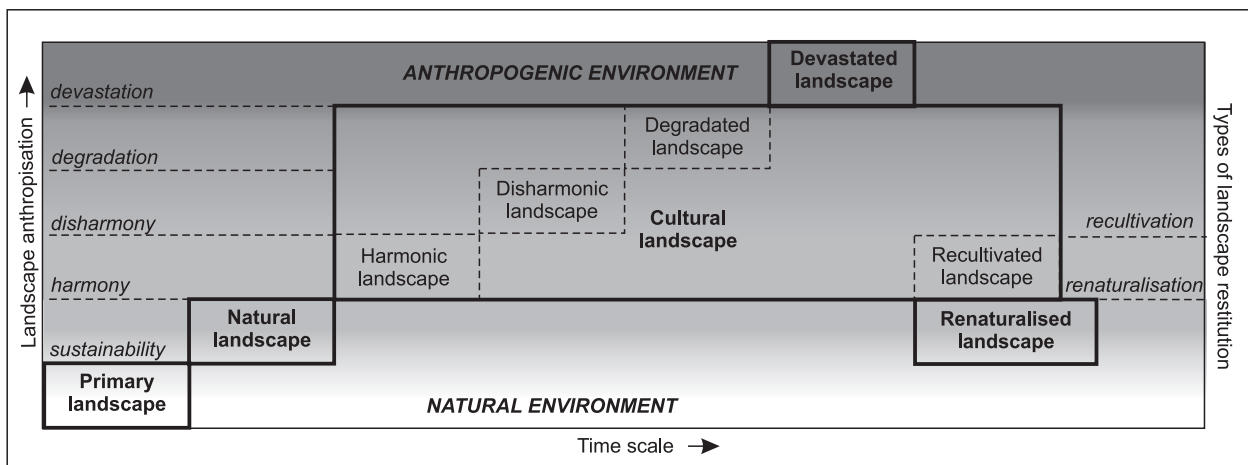 ANTHROPOGENIC ENVIRONMENT
Devastated
landscape
Landscape anthropisation
devastation
degradation
disharmony
harmony
sustainability
Degradated
landscape
Disharmonic
landscape
Cultural
landscape
Harmonic
landscape
Recultivated
landscape
recultivation
renaturalisation
Types of landscape restitution
Natural
landscape
Renaturalised
landscape
Primary
landscape
NATURAL ENVIRONMENT
Time scale